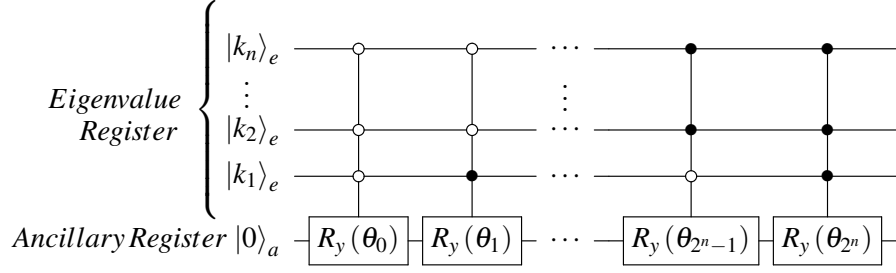 |k_n⟩_e ⋯
Eigenvalue Register ⋮ ⋮
|k_2⟩_e ⋯
|k_1⟩_e ⋯
Ancillary Register |0⟩_a R_y(θ_0) R_y(θ_1) ⋯ R_y(θ_{2^n−1}) R_y(θ_{2^n})